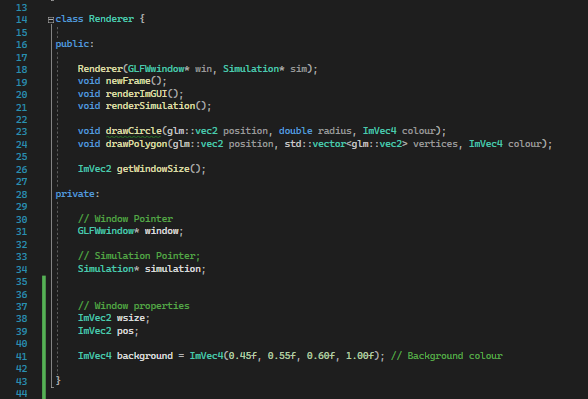 13
14 class Renderer {
15
16 public:
17
18 Renderer(GLFWwindow* win, Simulation* sim);
19 void newFrame();
20 void renderImGUI();
21 void renderSimulation();
22
23 void drawCircle(glm::vec2 position, double radius, ImVec4 colour);
24 void drawPolygon(glm::vec2 position, std::vector<glm::vec2> vertices, ImVec4 colour);
25
26 ImVec2 getWindowSize();
27
28 private:
29
30 // Window Pointer
31 GLFWwindow* window;
32
33 // Simulation Pointer;
34 Simulation* simulation;
35
36
37 // Window properties
38 ImVec2 wsize;
39 ImVec2 pos;
40
41 ImVec4 background = ImVec4(0.45f, 0.55f, 0.60f, 1.00f); // Background colour
42
43 }
44